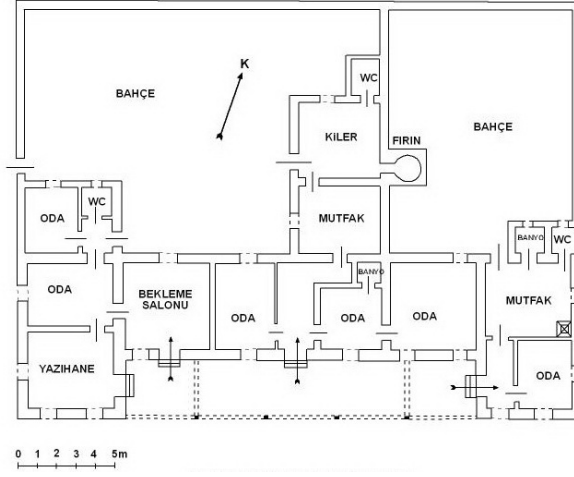 K
WC
BAHÇE
KİLER
FIRIN
BAHÇE
ODA
WC
MUTFAK
BANYO
WC
ODA
BEKLEME
SALONU
BANYO
ODA
ODA
ODA
MUTFAK
YAZIHANE
ODA
0 1 2 3 4 5m